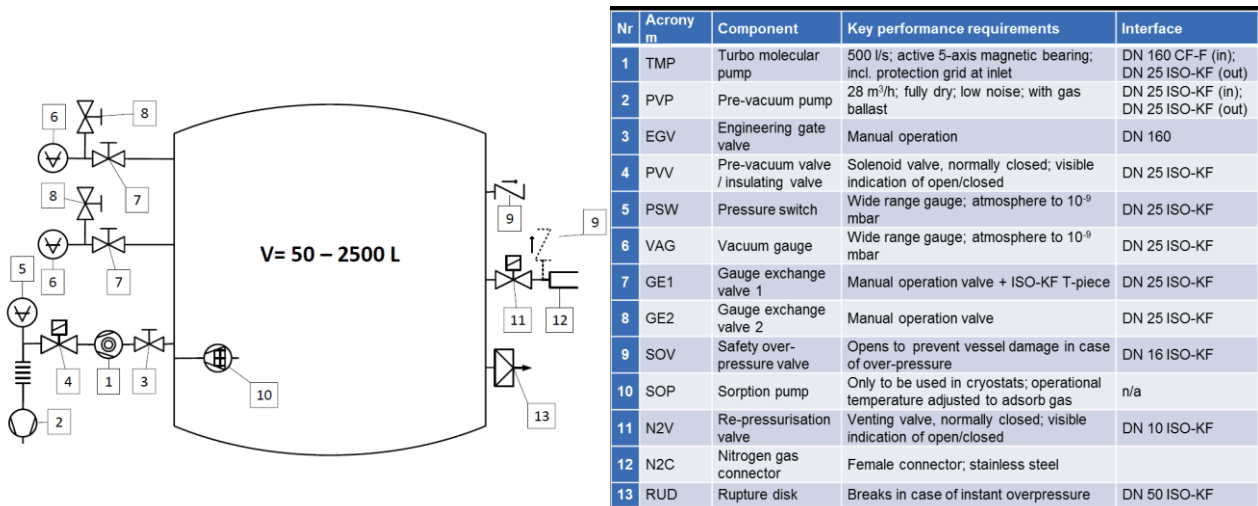 6
8
7
8
6
7
5
4
1
3
2
10
V= 50 – 2500 L
9
9
11
12
13
Nr Acronym Component Key performance requirements Interface
1 TMP Turbo molecular pump 500 l/s; active 5-axis magnetic bearing; incl. protection grid at inlet DN 160 CF-F (in); DN 25 ISO-KF (out)
2 PVP Pre-vacuum pump 28 m³/h; fully dry; low noise; with gas ballast DN 25 ISO-KF (in); DN 25 ISO-KF (out)
3 EGV Engineering gate valve Manual operation DN 160
4 PVV Pre-vacuum valve / insulating valve Solenoid valve, normally closed; visible indication of open/closed DN 25 ISO-KF
5 PSW Pressure switch Wide range gauge; atmosphere to 10⁻⁹ mbar DN 25 ISO-KF
6 VAG Vacuum gauge Wide range gauge; atmosphere to 10⁻⁹ mbar DN 25 ISO-KF
7 GE1 Gauge exchange valve 1 Manual operation valve + ISO-KF T-piece DN 25 ISO-KF
8 GE2 Gauge exchange valve 2 Manual operation valve DN 25 ISO-KF
9 SOV Safety over-pressure valve Opens to prevent vessel damage in case of over-pressure DN 16 ISO-KF
10 SOP Sorption pump Only to be used in cryostats; operational temperature adjusted to adsorb gas n/a
11 N2V Re-pressurisation valve Venting valve, normally closed; visible indication of open/closed DN 10 ISO-KF
12 N2C Nitrogen gas connector Female connector; stainless steel
13 RUD Rupture disk Breaks in case of instant overpressure DN 50 ISO-KF